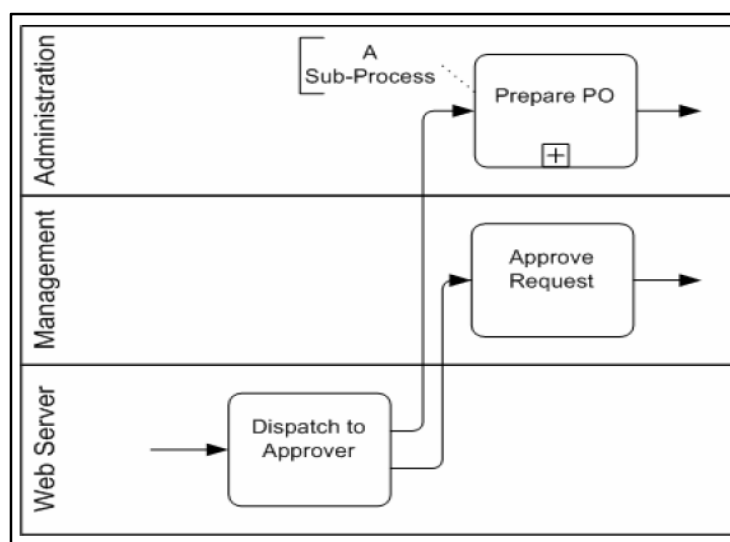 Administration
A
Sub-Process
Prepare PO
Management
Approve
Request
Web Server
Dispatch to
Approver